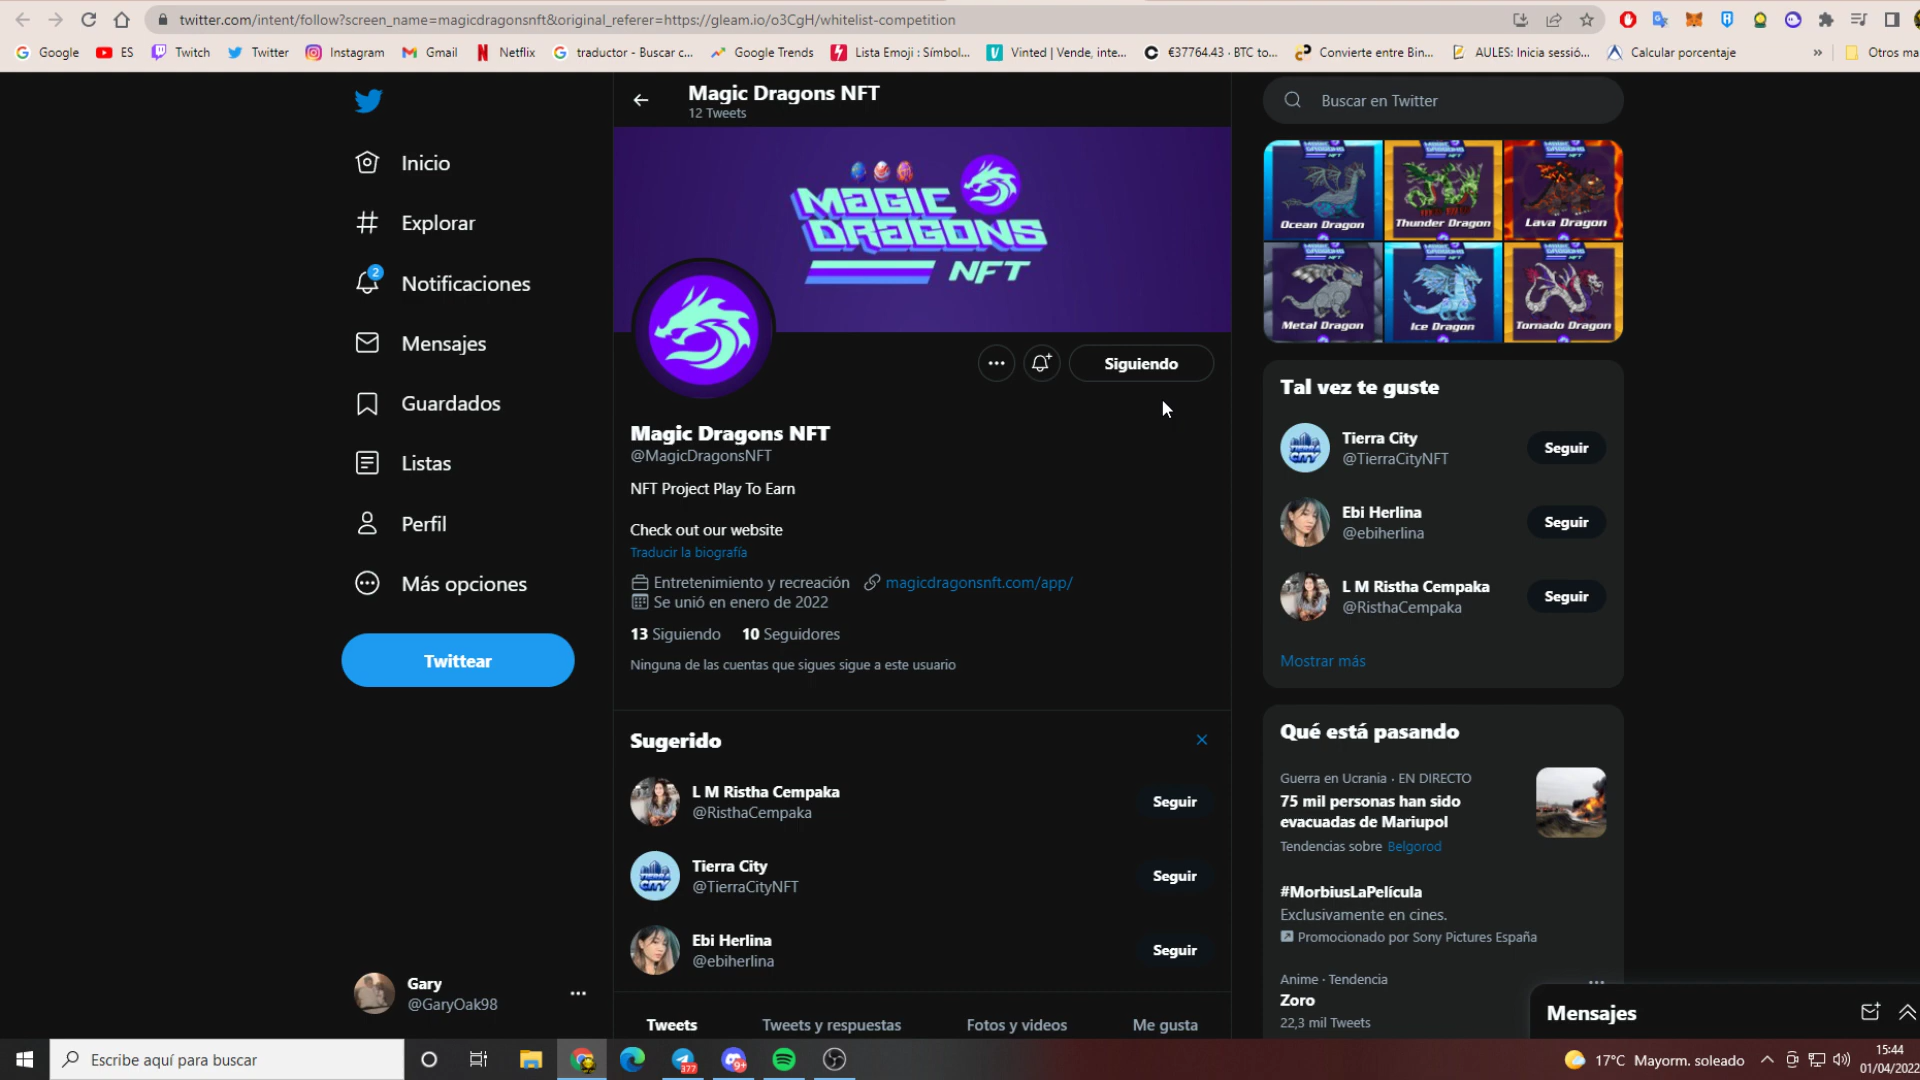 twitter.com/intent/follow?screen_name=magicdragonsnft&original_referer=https://gleam.io/o3CgH/whitelist-competition
Google
ES
Twitch
Twitter
Instagram
Gmail
Netflix
traductor - Buscar c...
Google Trends
Lista Emoji : Símbol...
Vinted | Vende, inte...
€37764.43 · BTC to...
Convierte entre Bin...
AULES: Inicia sessió...
Calcular porcentaje
»
Otros ma
Inicio
Explorar
2
Notificaciones
Mensajes
Guardados
Listas
Perfil
Más opciones
Twittear
Gary
@GaryOak98
Magic Dragons NFT
12 Tweets
MAGIC
DRAGONS
NFT
Siguiendo
Magic Dragons NFT
@MagicDragonsNFT
NFT Project Play To Earn
Check out our website
Traducir la biografía
Entretenimiento y recreación magicdragonsnft.com/app/
Se unió en enero de 2022
13 Siguiendo 10 Seguidores
Ninguna de las cuentas que sigues sigue a este usuario
Sugerido
L M Ristha Cempaka
@RisthaCempaka
Seguir
Tierra City
@TierraCityNFT
Seguir
Ebi Herlina
@ebiherlina
Seguir
Tweets
Tweets y respuestas
Fotos y videos
Me gusta
Buscar en Twitter
Ocean Dragon
Thunder Dragon
Lava Dragon
Metal Dragon
Ice Dragon
Tornado Dragon
Tal vez te guste
Tierra City
@TierraCityNFT
Seguir
Ebi Herlina
@ebiherlina
Seguir
L M Ristha Cempaka
@RisthaCempaka
Seguir
Mostrar más
Qué está pasando
Guerra en Ucrania · EN DIRECTO
75 mil personas han sido
evacuadas de Mariupol
Tendencias sobre Belgorod
#MorbiusLaPelícula
Exclusivamente en cines.
Promocionado por Sony Pictures España
Anime · Tendencia
Zoro
22,3 mil Tweets
Mensajes
Escribe aquí para buscar
377
9+
17°C Mayorm. soleado
15:44
01/04/2022